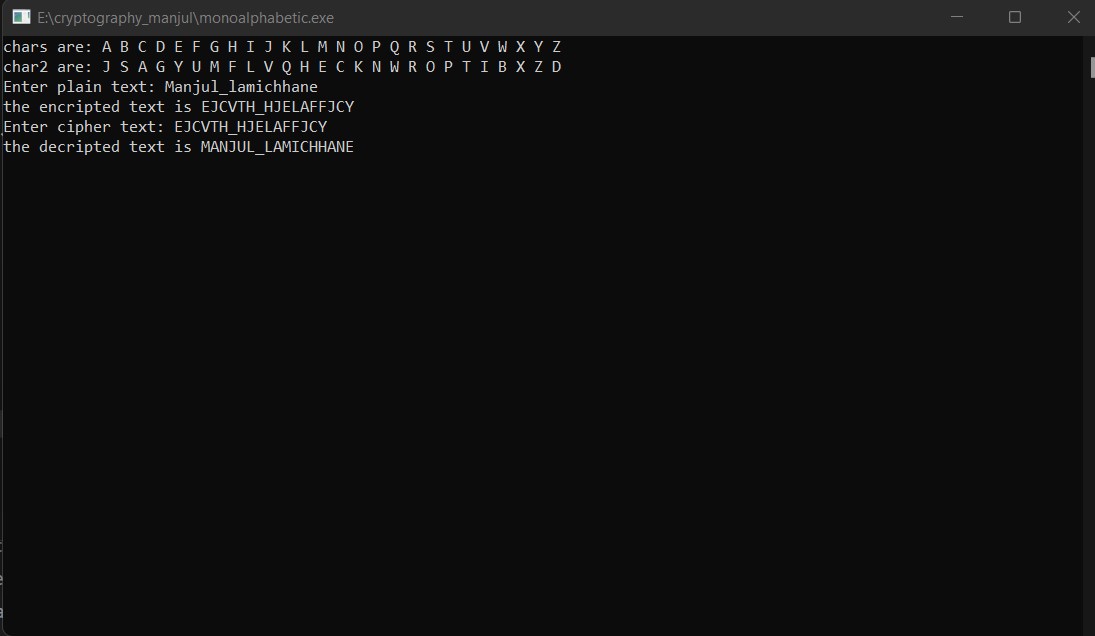 E:\cryptography_manjul\monoalphabetic.exe
chars are: A B C D E F G H I J K L M N O P Q R S T U V W X Y Z
char2 are: J S A G Y U M F L V Q H E C K N W R O P T I B X Z D
Enter plain text: Manjul_lamichhane
the encripted text is EJCVTH_HJELAFFJCY
Enter cipher text: EJCVTH_HJELAFFJCY
the decripted text is MANJUL_LAMICHHANE